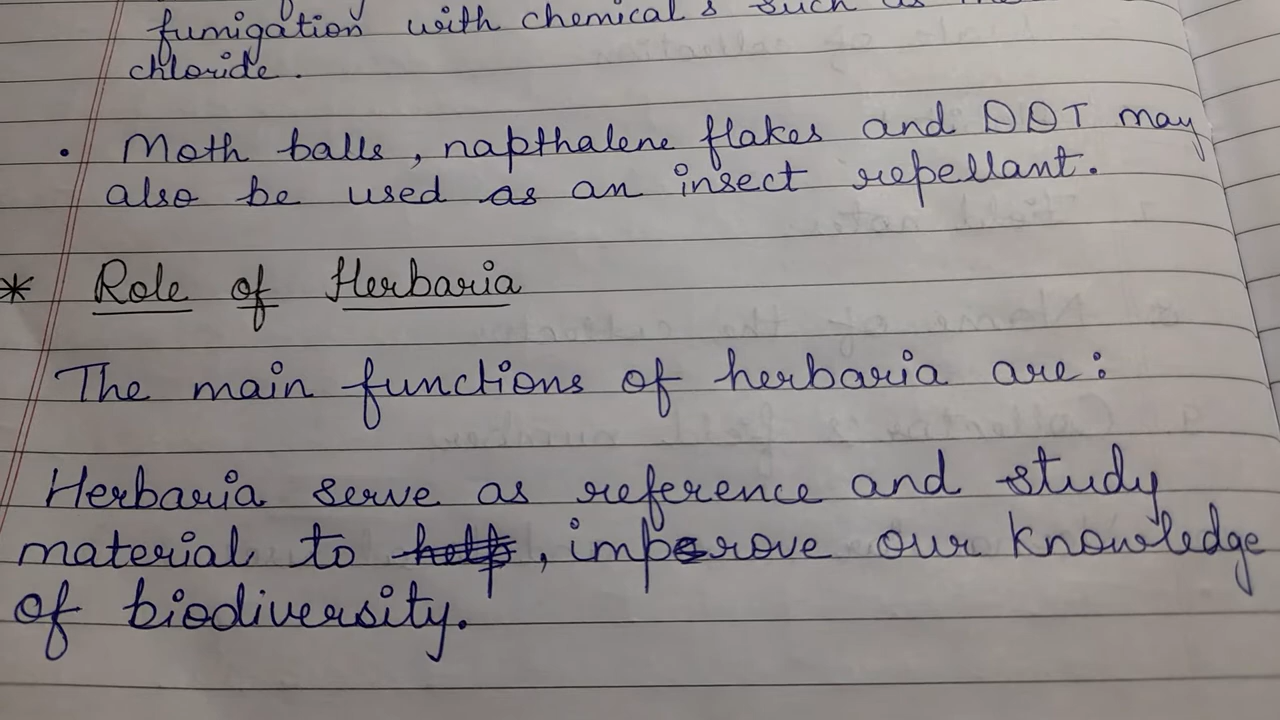 fumigation with chemicals such as
chloride.
• Moth balls, napthalene flakes and DDT may
also be used as an insect repellant.
* Role of Herbaria
The main functions of herbaria are:
Herbaria serve as reference and study
material to help, improve our knowledge
of biodiversity.